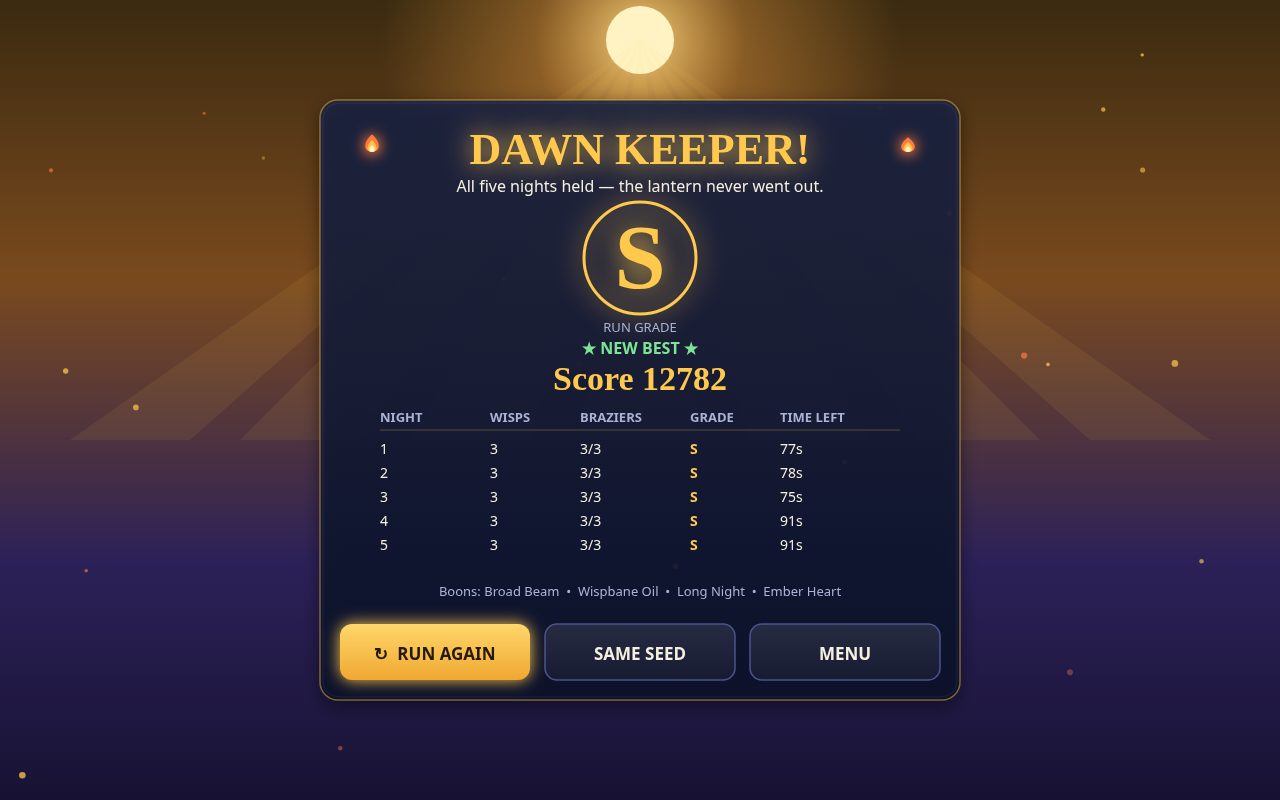 DAWN KEEPER!
All five nights held — the lantern never went out.
S
RUN GRADE
★ NEW BEST ★
Score 12782
NIGHT WISPS BRAZIERS GRADE TIME LEFT
1 3 3/3 S 77s
2 3 3/3 S 78s
3 3 3/3 S 75s
4 3 3/3 S 91s
5 3 3/3 S 91s
Boons: Broad Beam • Wispbane Oil • Long Night • Ember Heart
↻ RUN AGAIN SAME SEED MENU